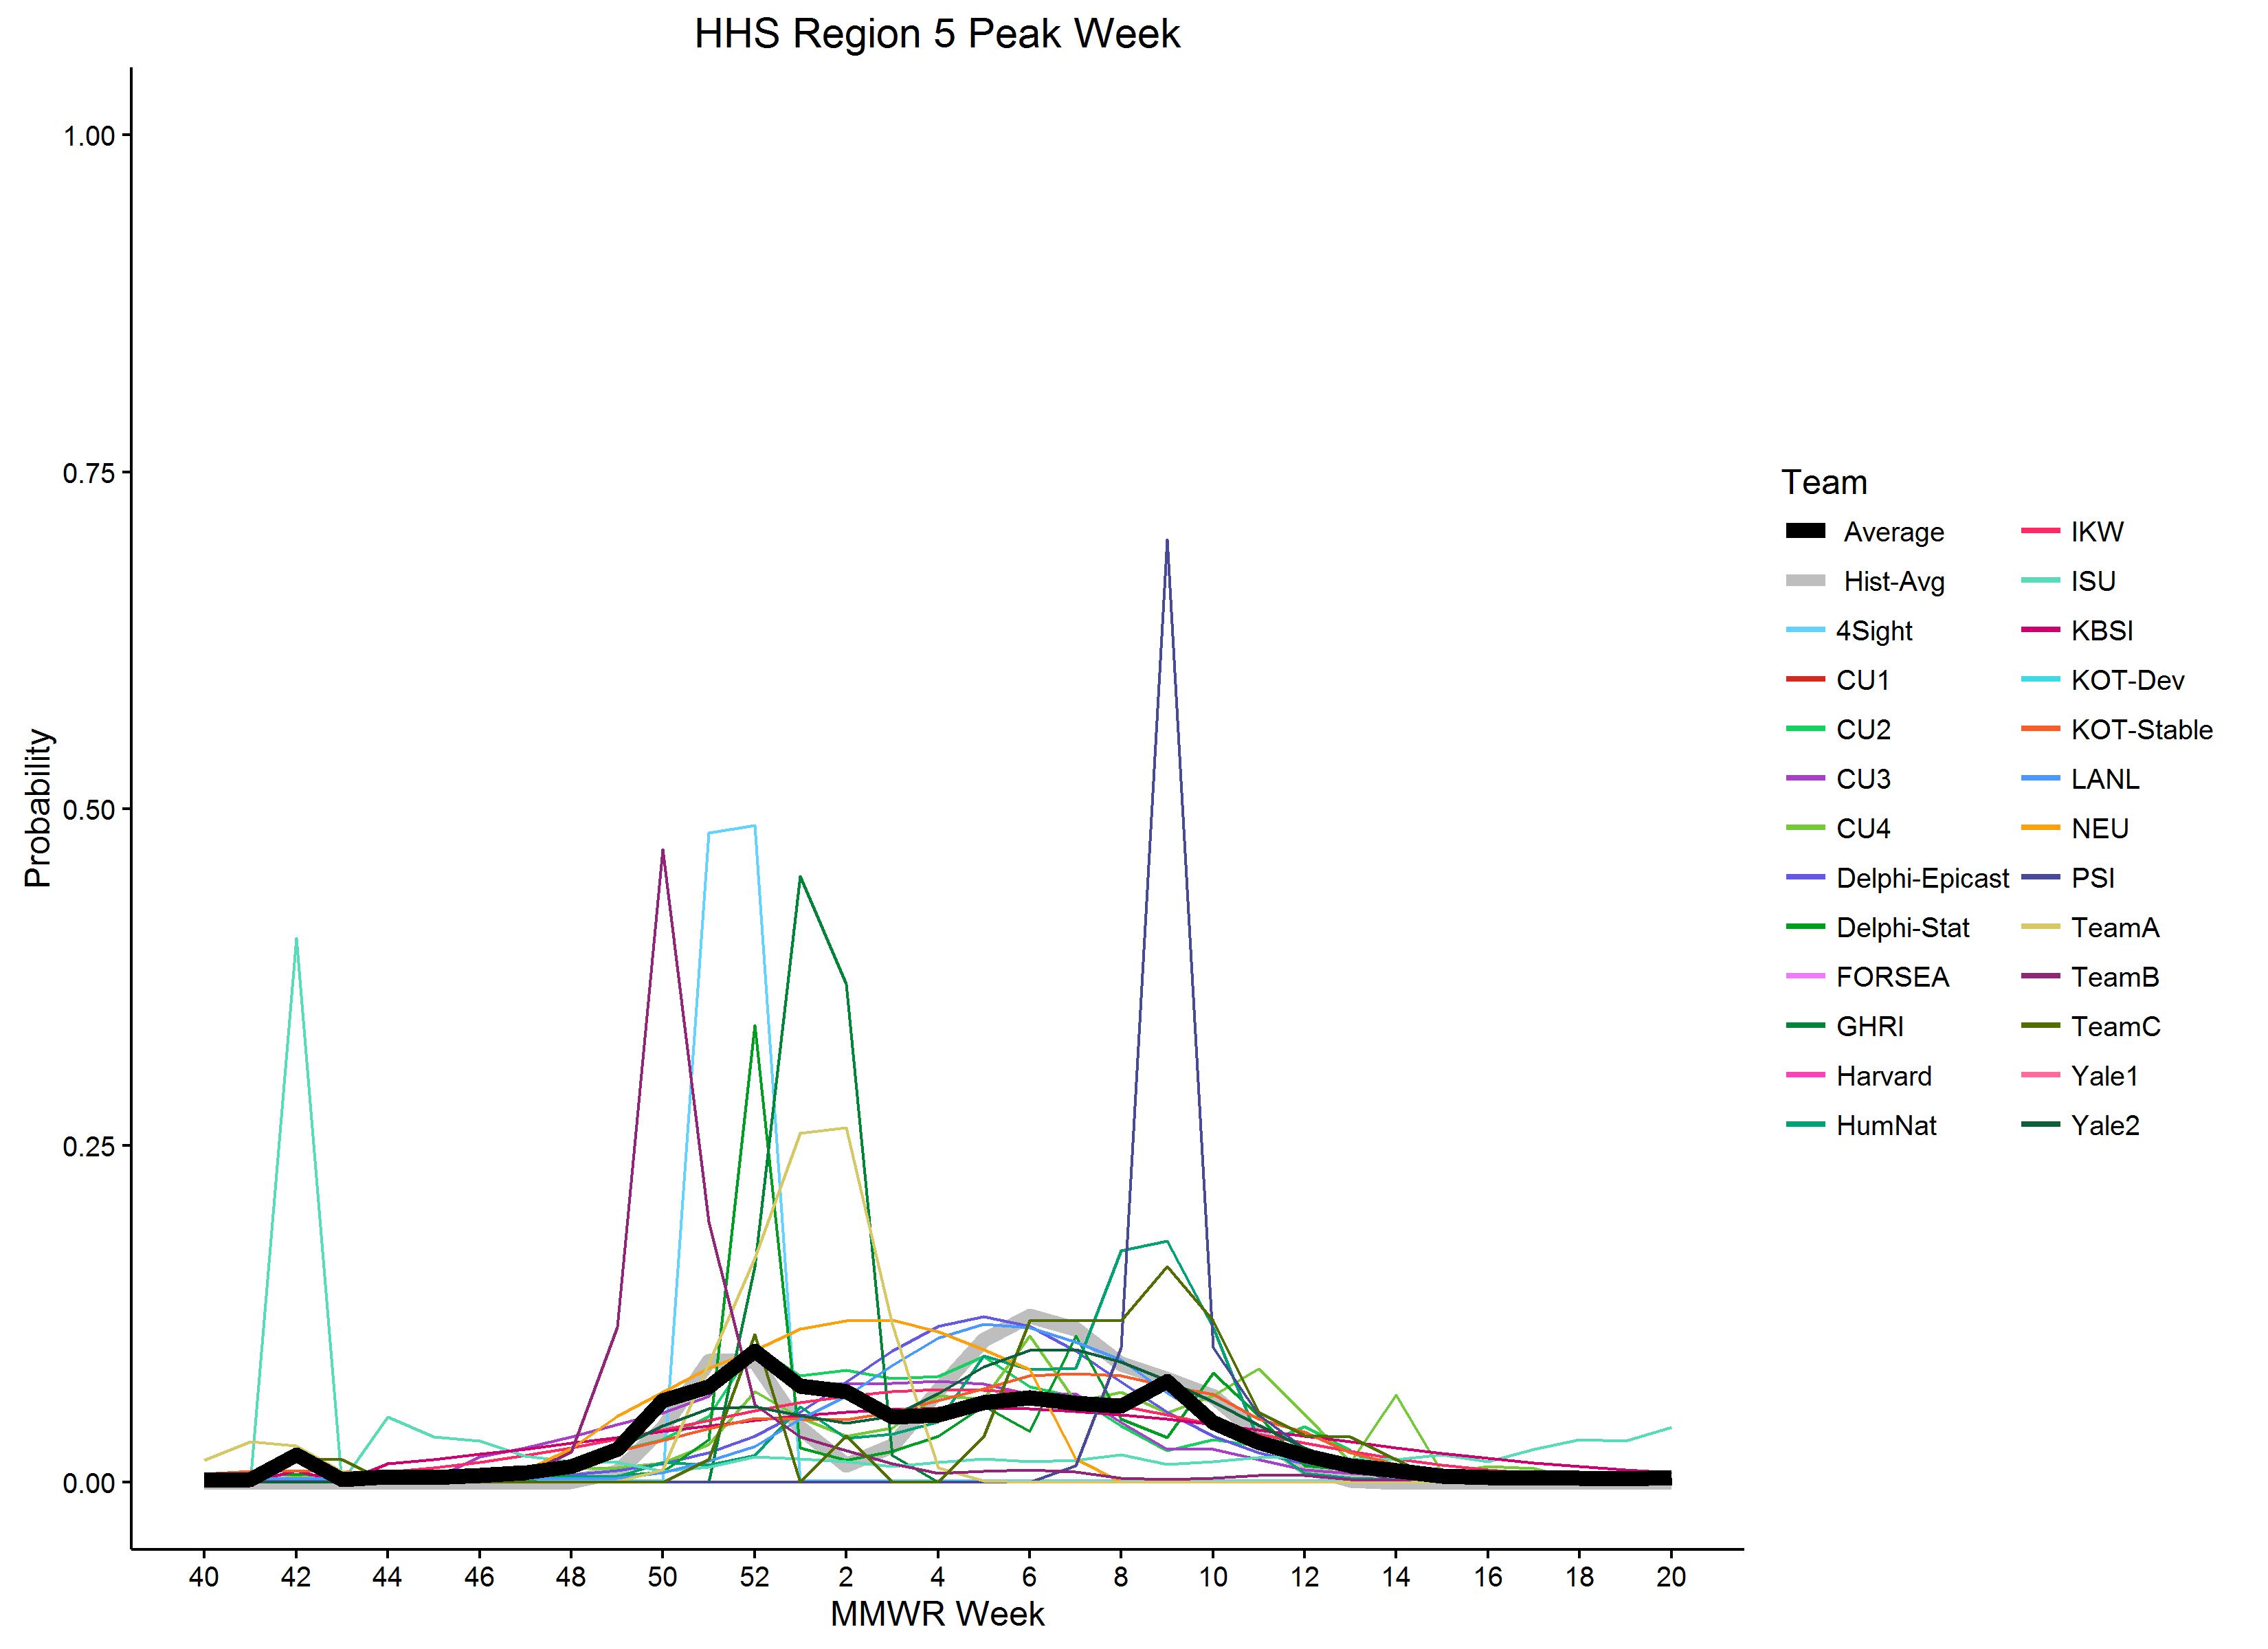 HHS Region 5 Peak Week
1.00
0.75
0.50
0.25
0.00
Probability
40 42 44 46 48 50 52 2 4 6 8 10 12 14 16 18 20
MMWR Week
Team
Average
Hist-Avg
4Sight
CU1
CU2
CU3
CU4
Delphi-Epicast
Delphi-Stat
FORSEA
GHRI
Harvard
HumNat
IKW
ISU
KBSI
KOT-Dev
KOT-Stable
LANL
NEU
PSI
TeamA
TeamB
TeamC
Yale1
Yale2